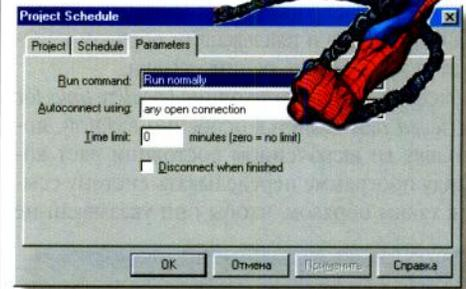 Project Schedule
Project Schedule Parameters
Run command: Run normally
Autoconnect using: any open connection
Time limit: 0 minutes (zero = no limit)
Disconnect when finished
OK Отмена Применить Справка